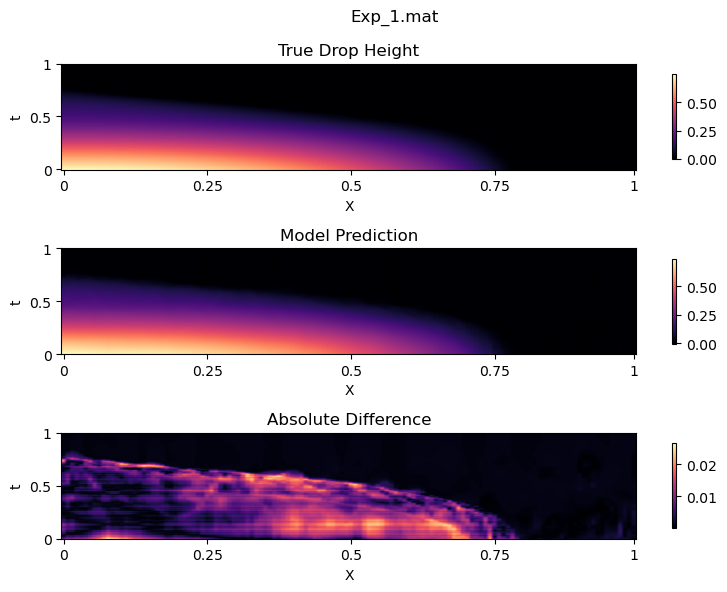 Exp_1.mat
True Drop Height
1
0.5
0
t
0 0.25 0.5 0.75 1
X
0.50
0.25
0.00
Model Prediction
1
0.5
0
t
0 0.25 0.5 0.75 1
X
0.50
0.25
0.00
Absolute Difference
1
0.5
0
t
0 0.25 0.5 0.75 1
X
0.02
0.01